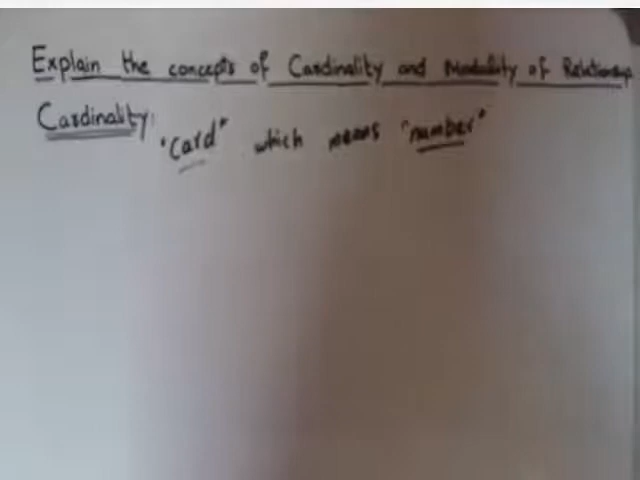 Explain the concepts of Cardinality and Modality of Relationships
Cardinality:
"Card" which means "number"